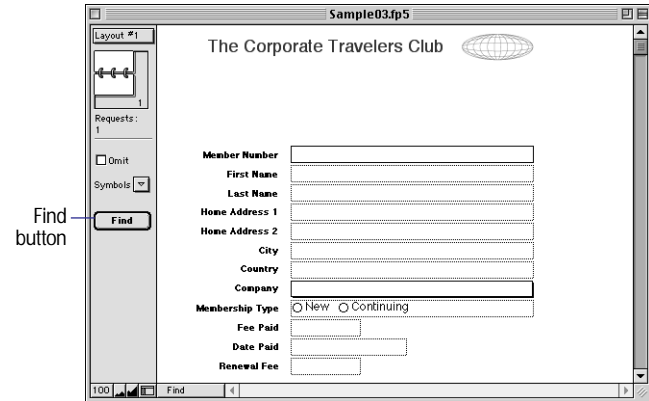 Sample03.fp5
Layout #1
The Corporate Travelers Club
1
Requests:
1
Omit
Symbols
Find
Find
button
Member Number
First Name
Last Name
Home Address 1
Home Address 2
City
Country
Company
Membership Type New Continuing
Fee Paid
Date Paid
Renewal Fee
100 Find